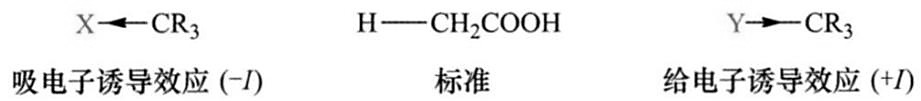 X←CR₃ H—CH₂COOH Y→CR₃
吸电子诱导效应 (−I) 标准 给电子诱导效应 (+I)